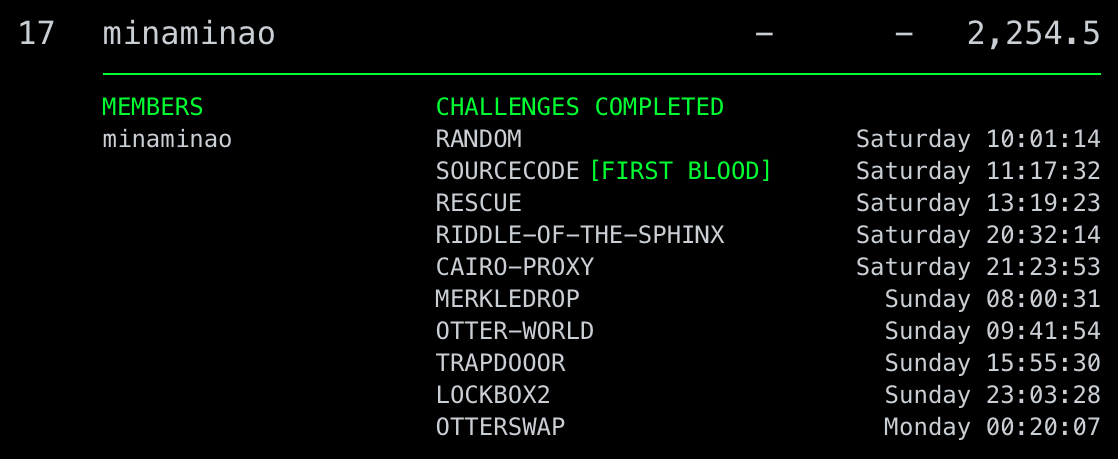 17 minaminao – – 2,254.5
MEMBERS CHALLENGES COMPLETED
minaminao RANDOM Saturday 10:01:14
SOURCECODE [FIRST BLOOD] Saturday 11:17:32
RESCUE Saturday 13:19:23
RIDDLE-OF-THE-SPHINX Saturday 20:32:14
CAIRO-PROXY Saturday 21:23:53
MERKLEDROP Sunday 08:00:31
OTTER-WORLD Sunday 09:41:54
TRAPDOOOR Sunday 15:55:30
LOCKBOX2 Sunday 23:03:28
OTTERSWAP Monday 00:20:07